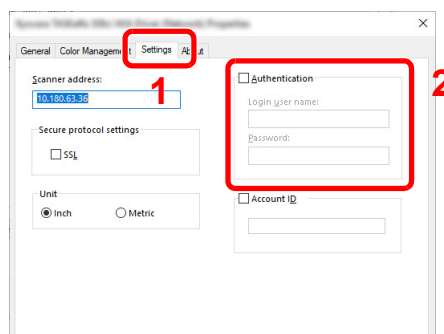 General Color Management Settings About
1
2
Scanner address:
10.180.63.36
Authentication
Login user name:
Password:
Secure protocol settings
SSL
Unit
Inch Metric
Account ID